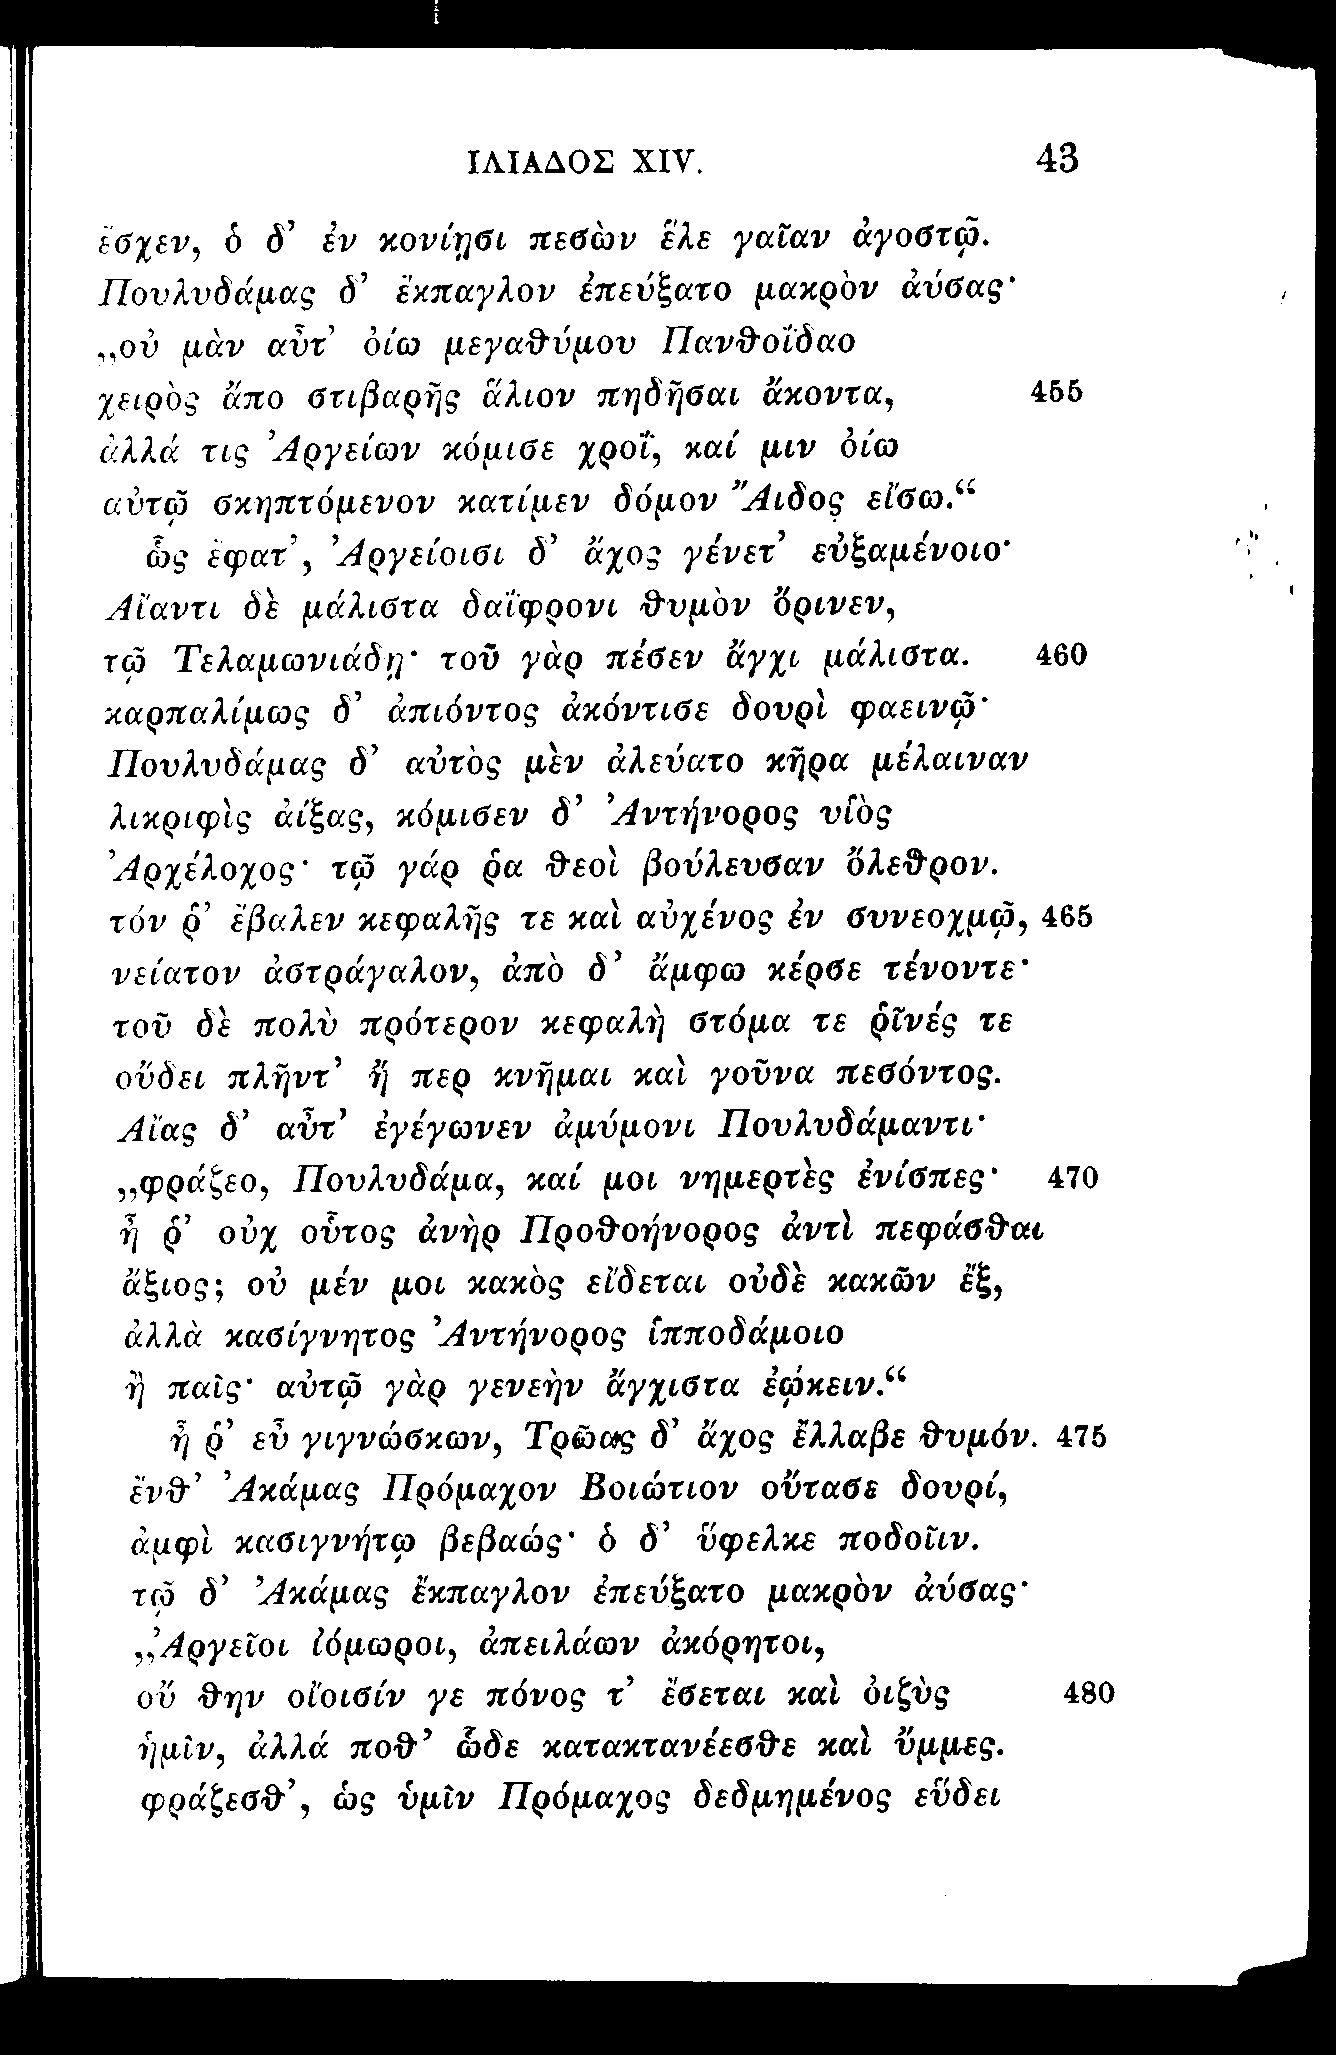 ΙΛΙΑΔΟΣ XIV. 43
ἔσχεν, ὁ δ’ ἐν κονίῃσι πεσὼν ἕλε γαῖαν ἀγοστῷ.
Πουλυδάμας δ’ ἔκπαγλον ἐπεύξατο μακρὸν ἀύσας·
„οὐ μὰν αὖτ’ ὀίω μεγαθύμου Πανθοΐδαο
χειρὸς ἄπο στιβαρῆς ἅλιον πηδῆσαι ἄκοντα, 455
ἀλλά τις Ἀργείων κόμισε χροΐ, καί μιν ὀίω
αὐτῷ σκηπτόμενον κατίμεν δόμον Ἄιδος εἴσω.“
ὣς ἔφατ’, Ἀργείοισι δ’ ἄχος γένετ’ εὐξαμένοιο·
Αἴαντι δὲ μάλιστα δαΐφρονι θυμὸν ὄρινεν,
τῷ Τελαμωνιάδῃ· τοῦ γὰρ πέσεν ἄγχι μάλιστα. 460
καρπαλίμως δ’ ἀπιόντος ἀκόντισε δουρὶ φαεινῷ·
Πουλυδάμας δ’ αὐτὸς μὲν ἀλεύατο κῆρα μέλαιναν
λικριφὶς ἀίξας, κόμισεν δ’ Ἀντήνορος υἱὸς
Ἀρχέλοχος· τῷ γάρ ῥα θεοὶ βούλευσαν ὄλεθρον.
τόν ῥ’ ἔβαλεν κεφαλῆς τε καὶ αὐχένος ἐν συνεοχμῷ, 465
νείατον ἀστράγαλον, ἀπὸ δ’ ἄμφω κέρσε τένοντε·
τοῦ δὲ πολὺ πρότερον κεφαλὴ στόμα τε ῥῖνές τε
οὔδει πλῆντ’ ἤ περ κνῆμαι καὶ γοῦνα πεσόντος.
Αἴας δ’ αὖτ’ ἐγέγωνεν ἀμύμονι Πουλυδάμαντι·
„φράζεο, Πουλυδάμα, καί μοι νημερτὲς ἐνίσπες· 470
ἦ ῥ’ οὐχ οὗτος ἀνὴρ Προθοήνορος ἀντὶ πεφάσθαι
ἄξιος; οὐ μέν μοι κακὸς εἴδεται οὐδὲ κακῶν ἔξ,
ἀλλὰ κασίγνητος Ἀντήνορος ἱπποδάμοιο
ἢ παῖς· αὐτῷ γὰρ γενεὴν ἄγχιστα ἐῴκειν.“
ἦ ῥ’ εὖ γιγνώσκων, Τρῶας δ’ ἄχος ἔλλαβε θυμόν. 475
ἔνθ’ Ἀκάμας Πρόμαχον Βοιώτιον οὔτασε δουρί,
ἀμφὶ κασιγνήτῳ βεβαώς· ὁ δ’ ὕφελκε ποδοῖιν.
τῷ δ’ Ἀκάμας ἔκπαγλον ἐπεύξατο μακρὸν ἀύσας·
„Ἀργεῖοι ἰόμωροι, ἀπειλάων ἀκόρητοι,
οὔ θην οἴοισίν γε πόνος τ’ ἔσεται καὶ ὀιζὺς 480
ἡμῖν, ἀλλά ποθ’ ὧδε κατακτανέεσθε καὶ ὔμμες.
φράζεσθ’, ὡς ὑμῖν Πρόμαχος δεδμημένος εὕδει